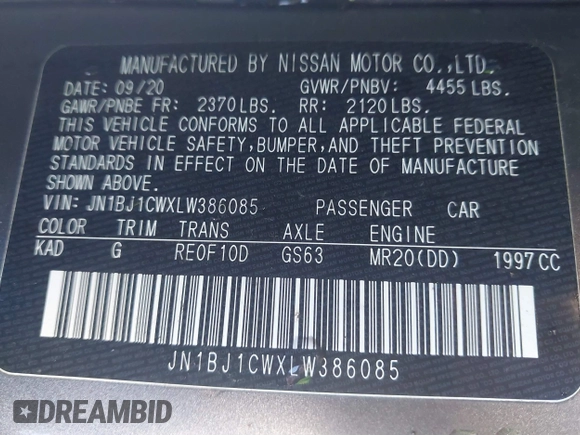 MANUFACTURED BY NISSAN MOTOR CO.,LTD.
DATE: 09/20 GVWR/PNBV: 4455 LBS.
GAWR/PNBE FR: 2370 LBS. RR: 2120 LBS.
THIS VEHICLE CONFORMS TO ALL APPLICABLE FEDERAL
MOTOR VEHICLE SAFETY,BUMPER,AND THEFT PREVENTION
STANDARDS IN EFFECT ON THE DATE OF MANUFACTURE
SHOWN ABOVE.
VIN: JN1BJ1CWXLW386085 PASSENGER CAR
COLOR TRIM TRANS AXLE ENGINE
KAD G RE0F10D GS63 MR20(DD) 1997CC
JN1BJ1CWXLW386085
DREAMBID